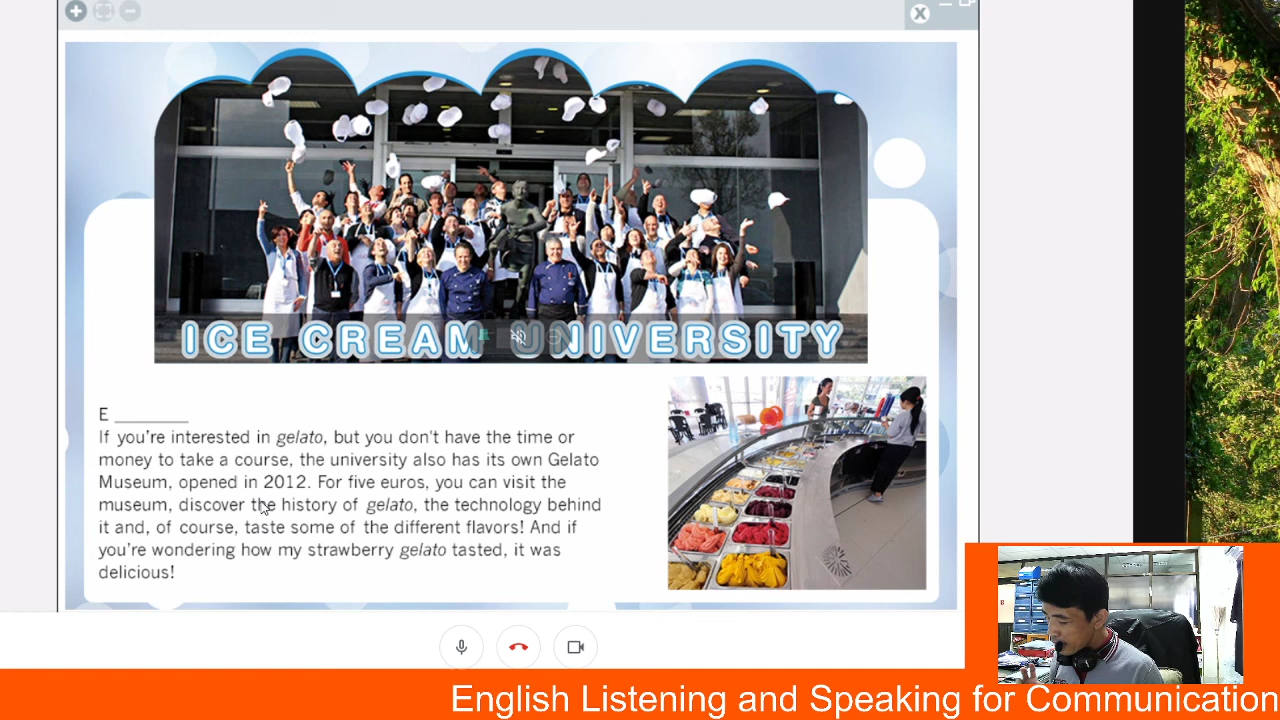 ICE CREAM UNIVERSITY
E ________
If you're interested in gelato, but you don't have the time or
money to take a course, the university also has its own Gelato
Museum, opened in 2012. For five euros, you can visit the
museum, discover the history of gelato, the technology behind
it and, of course, taste some of the different flavors! And if
you're wondering how my strawberry gelato tasted, it was
delicious!
English Listening and Speaking for Communication